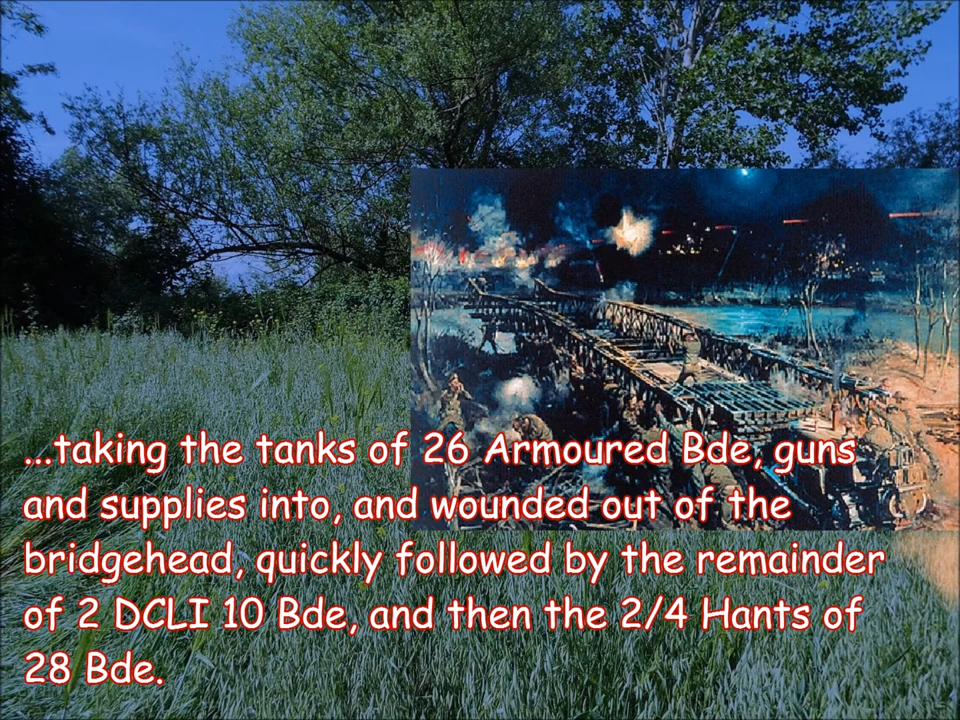 ...taking the tanks of 26 Armoured Bde, guns
and supplies into, and wounded out of the
bridgehead, quickly followed by the remainder
of 2 DCLI 10 Bde, and then the 2/4 Hants of
28 Bde.